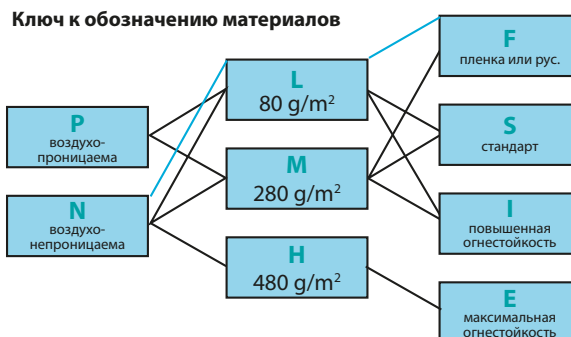 Ключ к обозначению материалов
P
воздухо-
проницаема
N
воздухо-
непроницаема
L
80 g/m²
M
280 g/m²
H
480 g/m²
F
пленка или рус.
S
стандарт
I
повышенная
огнестойкость
E
максимальная
огнестойкость